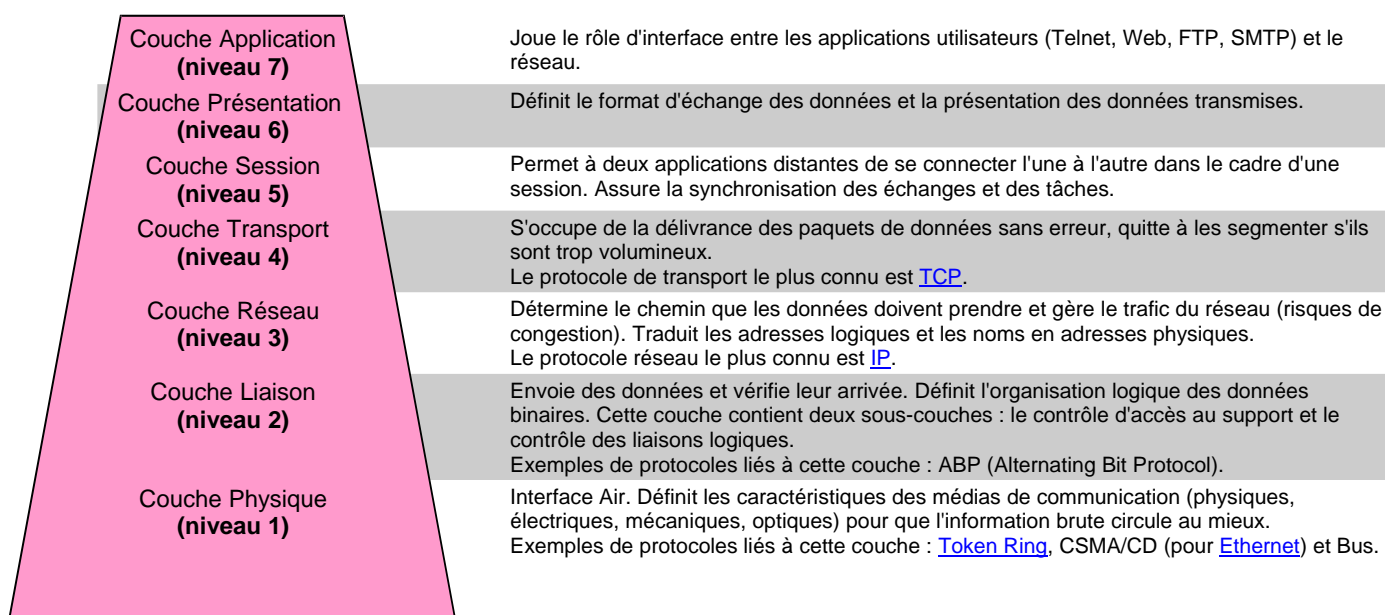 Couche Application
(niveau 7)
Joue le rôle d'interface entre les applications utilisateurs (Telnet, Web, FTP, SMTP) et le
réseau.
Couche Présentation
(niveau 6)
Définit le format d'échange des données et la présentation des données transmises.
Couche Session
(niveau 5)
Permet à deux applications distantes de se connecter l'une à l'autre dans le cadre d'une
session. Assure la synchronisation des échanges et des tâches.
Couche Transport
(niveau 4)
S'occupe de la délivrance des paquets de données sans erreur, quitte à les segmenter s'ils
sont trop volumineux.
Le protocole de transport le plus connu est TCP.
Couche Réseau
(niveau 3)
Détermine le chemin que les données doivent prendre et gère le trafic du réseau (risques de
congestion). Traduit les adresses logiques et les noms en adresses physiques.
Le protocole réseau le plus connu est IP.
Couche Liaison
(niveau 2)
Envoie des données et vérifie leur arrivée. Définit l'organisation logique des données
binaires. Cette couche contient deux sous-couches : le contrôle d'accès au support et le
contrôle des liaisons logiques.
Exemples de protocoles liés à cette couche : ABP (Alternating Bit Protocol).
Couche Physique
(niveau 1)
Interface Air. Définit les caractéristiques des médias de communication (physiques,
électriques, mécaniques, optiques) pour que l'information brute circule au mieux.
Exemples de protocoles liés à cette couche : Token Ring, CSMA/CD (pour Ethernet) et Bus.